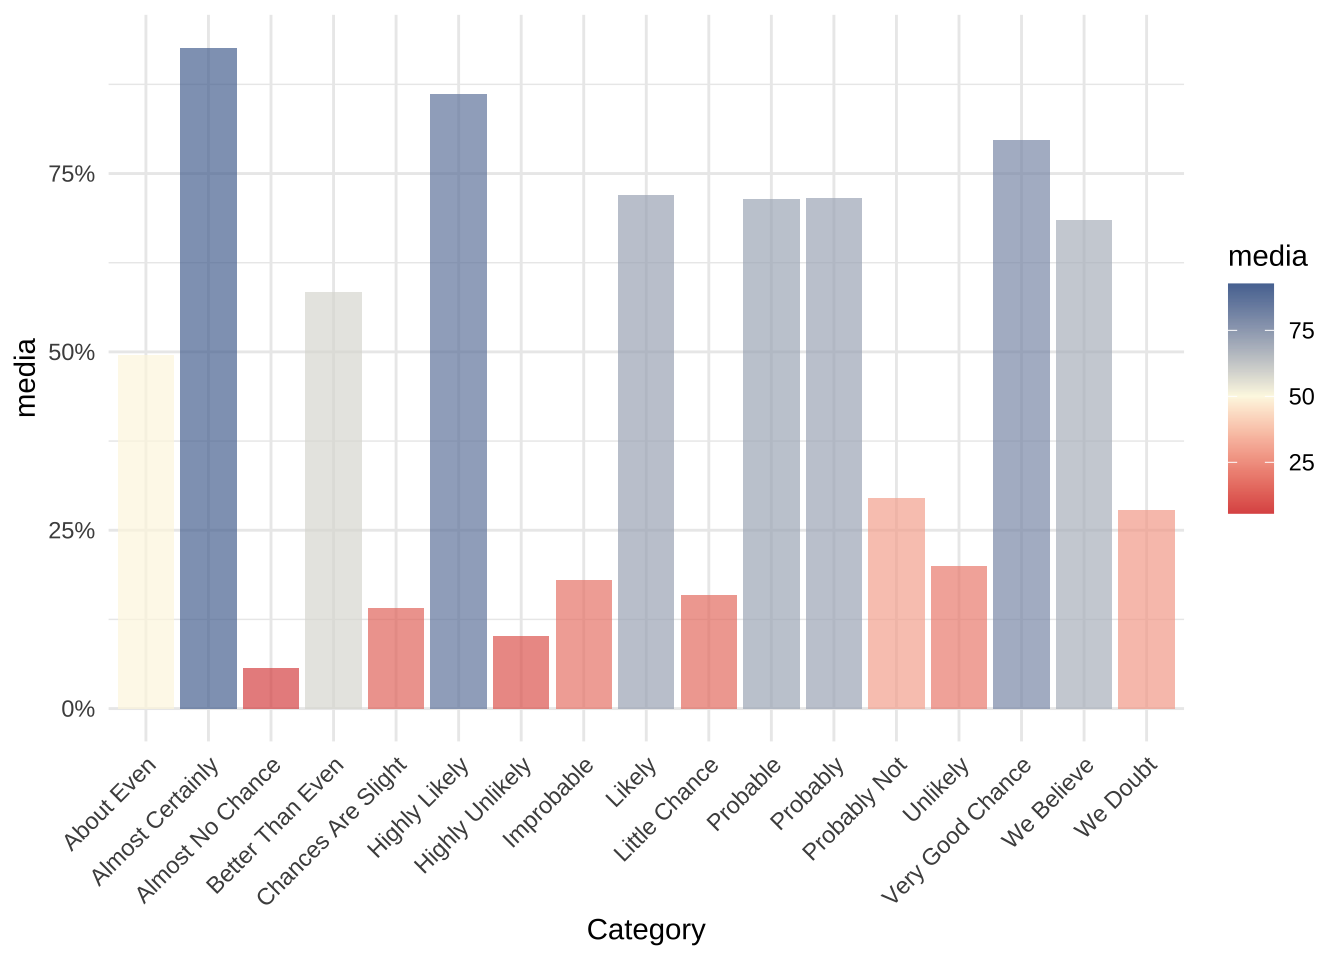 media
75%
50%
25%
0%
About Even
Almost Certainly
Almost No Chance
Better Than Even
Chances Are Slight
Highly Likely
Highly Unlikely
Improbable
Likely
Little Chance
Probable
Probably
Probably Not
Unlikely
Very Good Chance
We Believe
We Doubt
Category
media
75
50
25